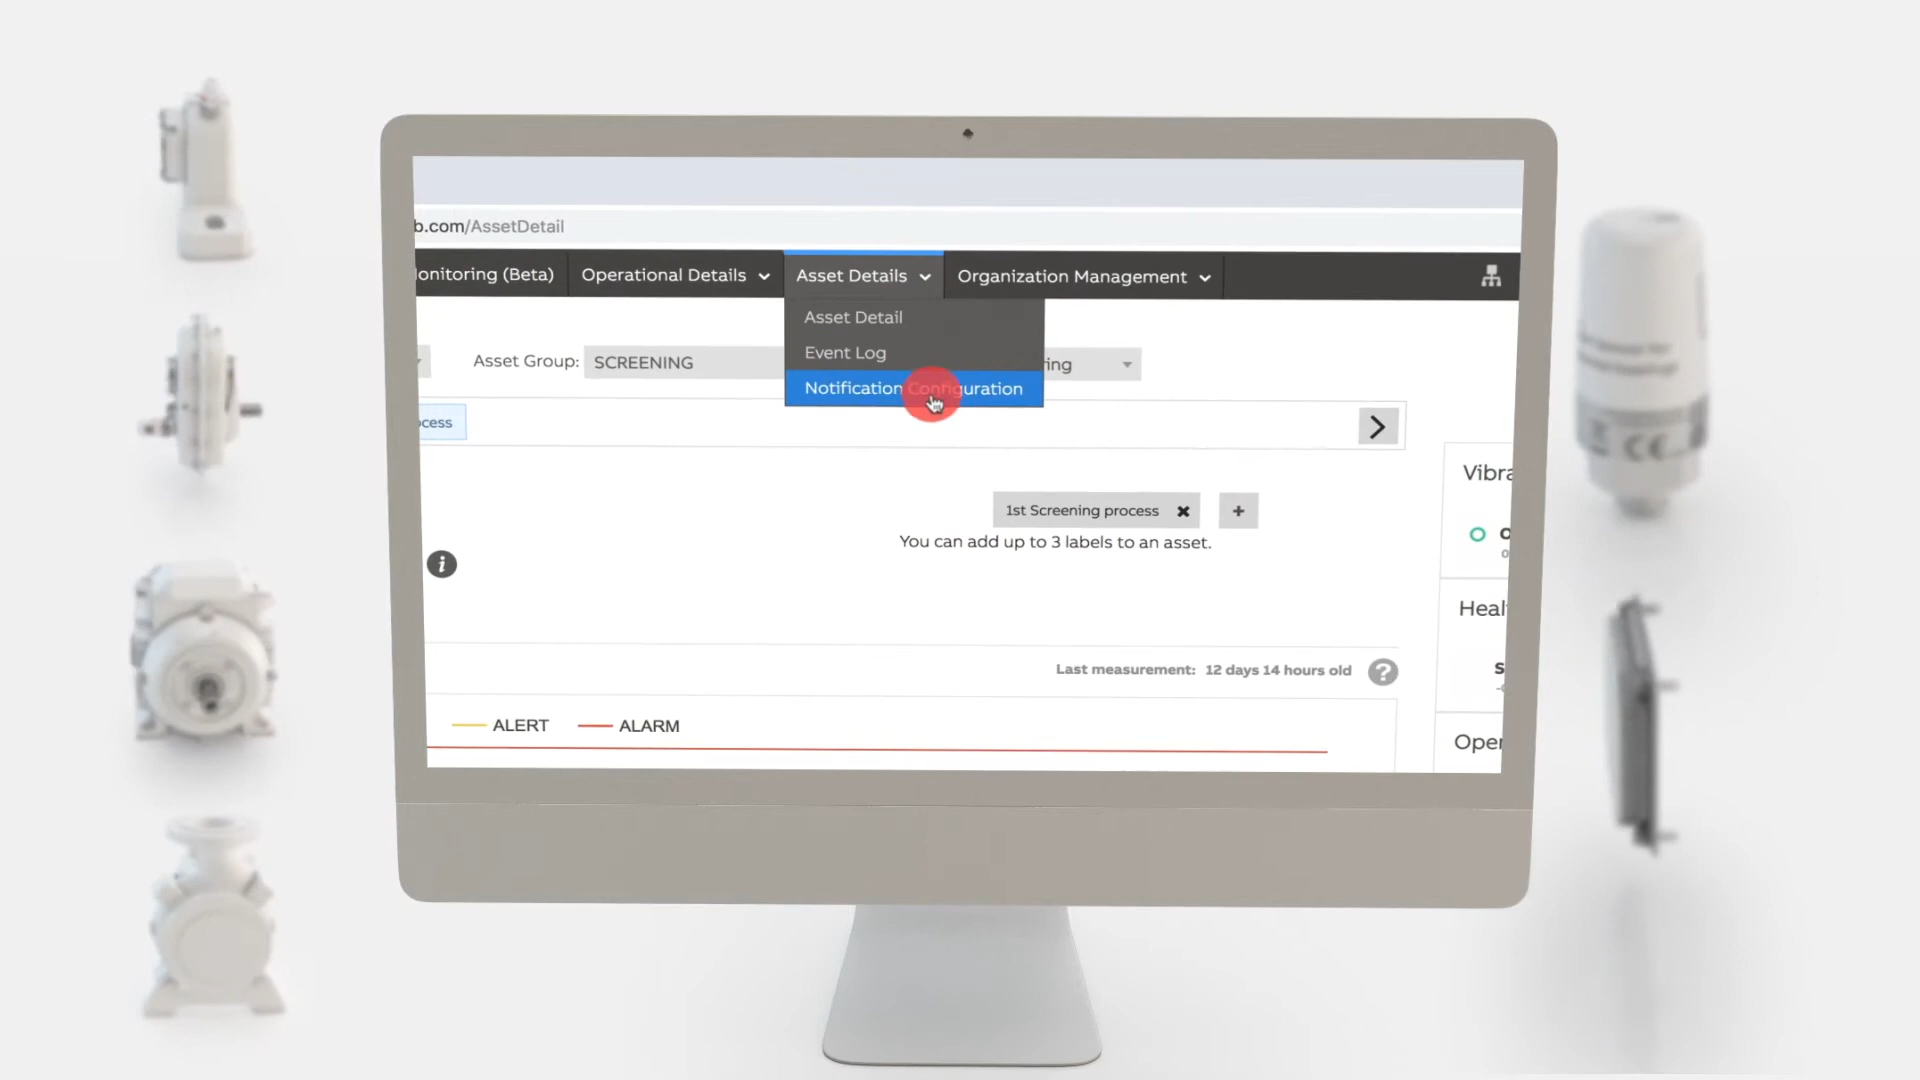 b.com/AssetDetail
onitoring (Beta)
Operational Details
Asset Details
Organization Management
Asset Detail
Event Log
Notification Configuration
Asset Group: SCREENING
ing
cess
1st Screening process
+
You can add up to 3 labels to an asset.
i
Vibra
O
Heal
S
Last measurement: 12 days 14 hours old ?
ALERT
ALARM
Oper
CE